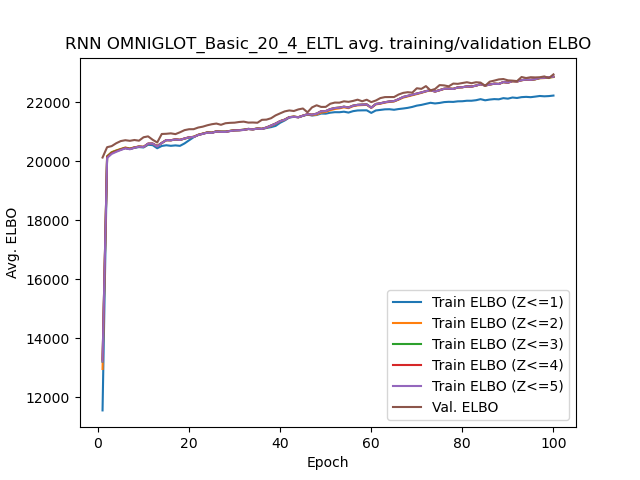 RNN OMNIGLOT_Basic_20_4_ELTL avg. training/validation ELBO
Avg. ELBO
22000
20000
18000
16000
14000
12000
Train ELBO (Z<=1)
Train ELBO (Z<=2)
Train ELBO (Z<=3)
Train ELBO (Z<=4)
Train ELBO (Z<=5)
Val. ELBO
0 20 40 60 80 100
Epoch